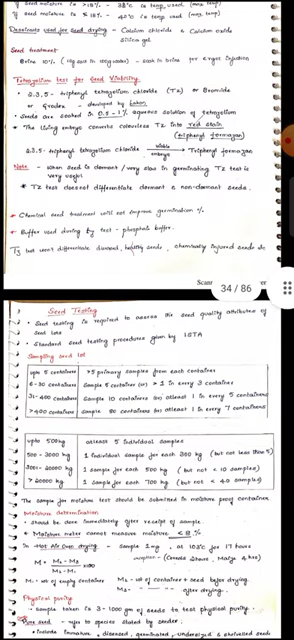 If seed moisture is >18% - 32°C is temp. used (max. temp)
If seed moisture is ≤ 18% - 40°C is temp used (max, temp)
Desiccants used for seed drying - Calcium chloride & Calcium oxide
silica gel
Seed treatment
Brine 10% - soak in brine for ergot infection
Tetrazolium test for Seed Viability
• 2,3,5- triphenyl tetrazolium chloride (TZ) or Bromide
or - developed by Lakon
• Seeds are soaked in 0.5-1% aqueous solution of tetrazolium
* The living embryo converts colourless TZ into red stain
(triphenyl formazan)
2,3,5- triphenyl tetrazolium chloride viable embryo → Triphenyl formazan
Note - When seed is dormant / very slow in germinating TZ test is
very useful
* TZ test does not differentiate dormant & non-dormant seeds.
* Chemical seed treatment will not improve germination %
* Buffer used during TZ test - phosphate buffer.
TZ test won't differentiate diseased, seeds, chemically injured seeds
34 / 86
Seed Testing
• Seed testing is required to assess the seed quality attributes of
seed lots
• Standard seed testing procedures given by ISTA
Sampling seed lot
upto 5 containers >5 primary samples from each container
6-30 containers Sample 5 container (or) > 1 in every 3 containers
31-400 containers Sample 10 containers (or) atleast 1 in every 5 containers
>400 containers Sample 80 containers (or) atleast 1 in every 7 containers
upto 500kg atleast 5 individual samples
500 - 3000 kg 1 individual sample for each 300 kg (but not less than 5)
3001 - 20000 kg 1 sample for each 500 kg (but not < 10 samples)
> 20000 kg 1 sample for each 700 kg (but not < 40 samples)
The sample for moisture test should be submitted in moisture proof container
Moisture determination
- should be done immediately after receipt of sample.
* Moisture meter cannot measure moisture <8%
In Hot Air Oven drying - Sample at 103°C for 17 hours
M = M2 - M3 / M2 - M1 ×100
M1 - wt of empty container M2 - wt of container + seed before drying.
M3 - " after drying.
Physical purity
- Sample taken is 3-1000 gm of seeds to test physical purity.
Pure seed - refers to species stated by sender.
• include immature, diseased, germinated, undersized & shrivelled seeds